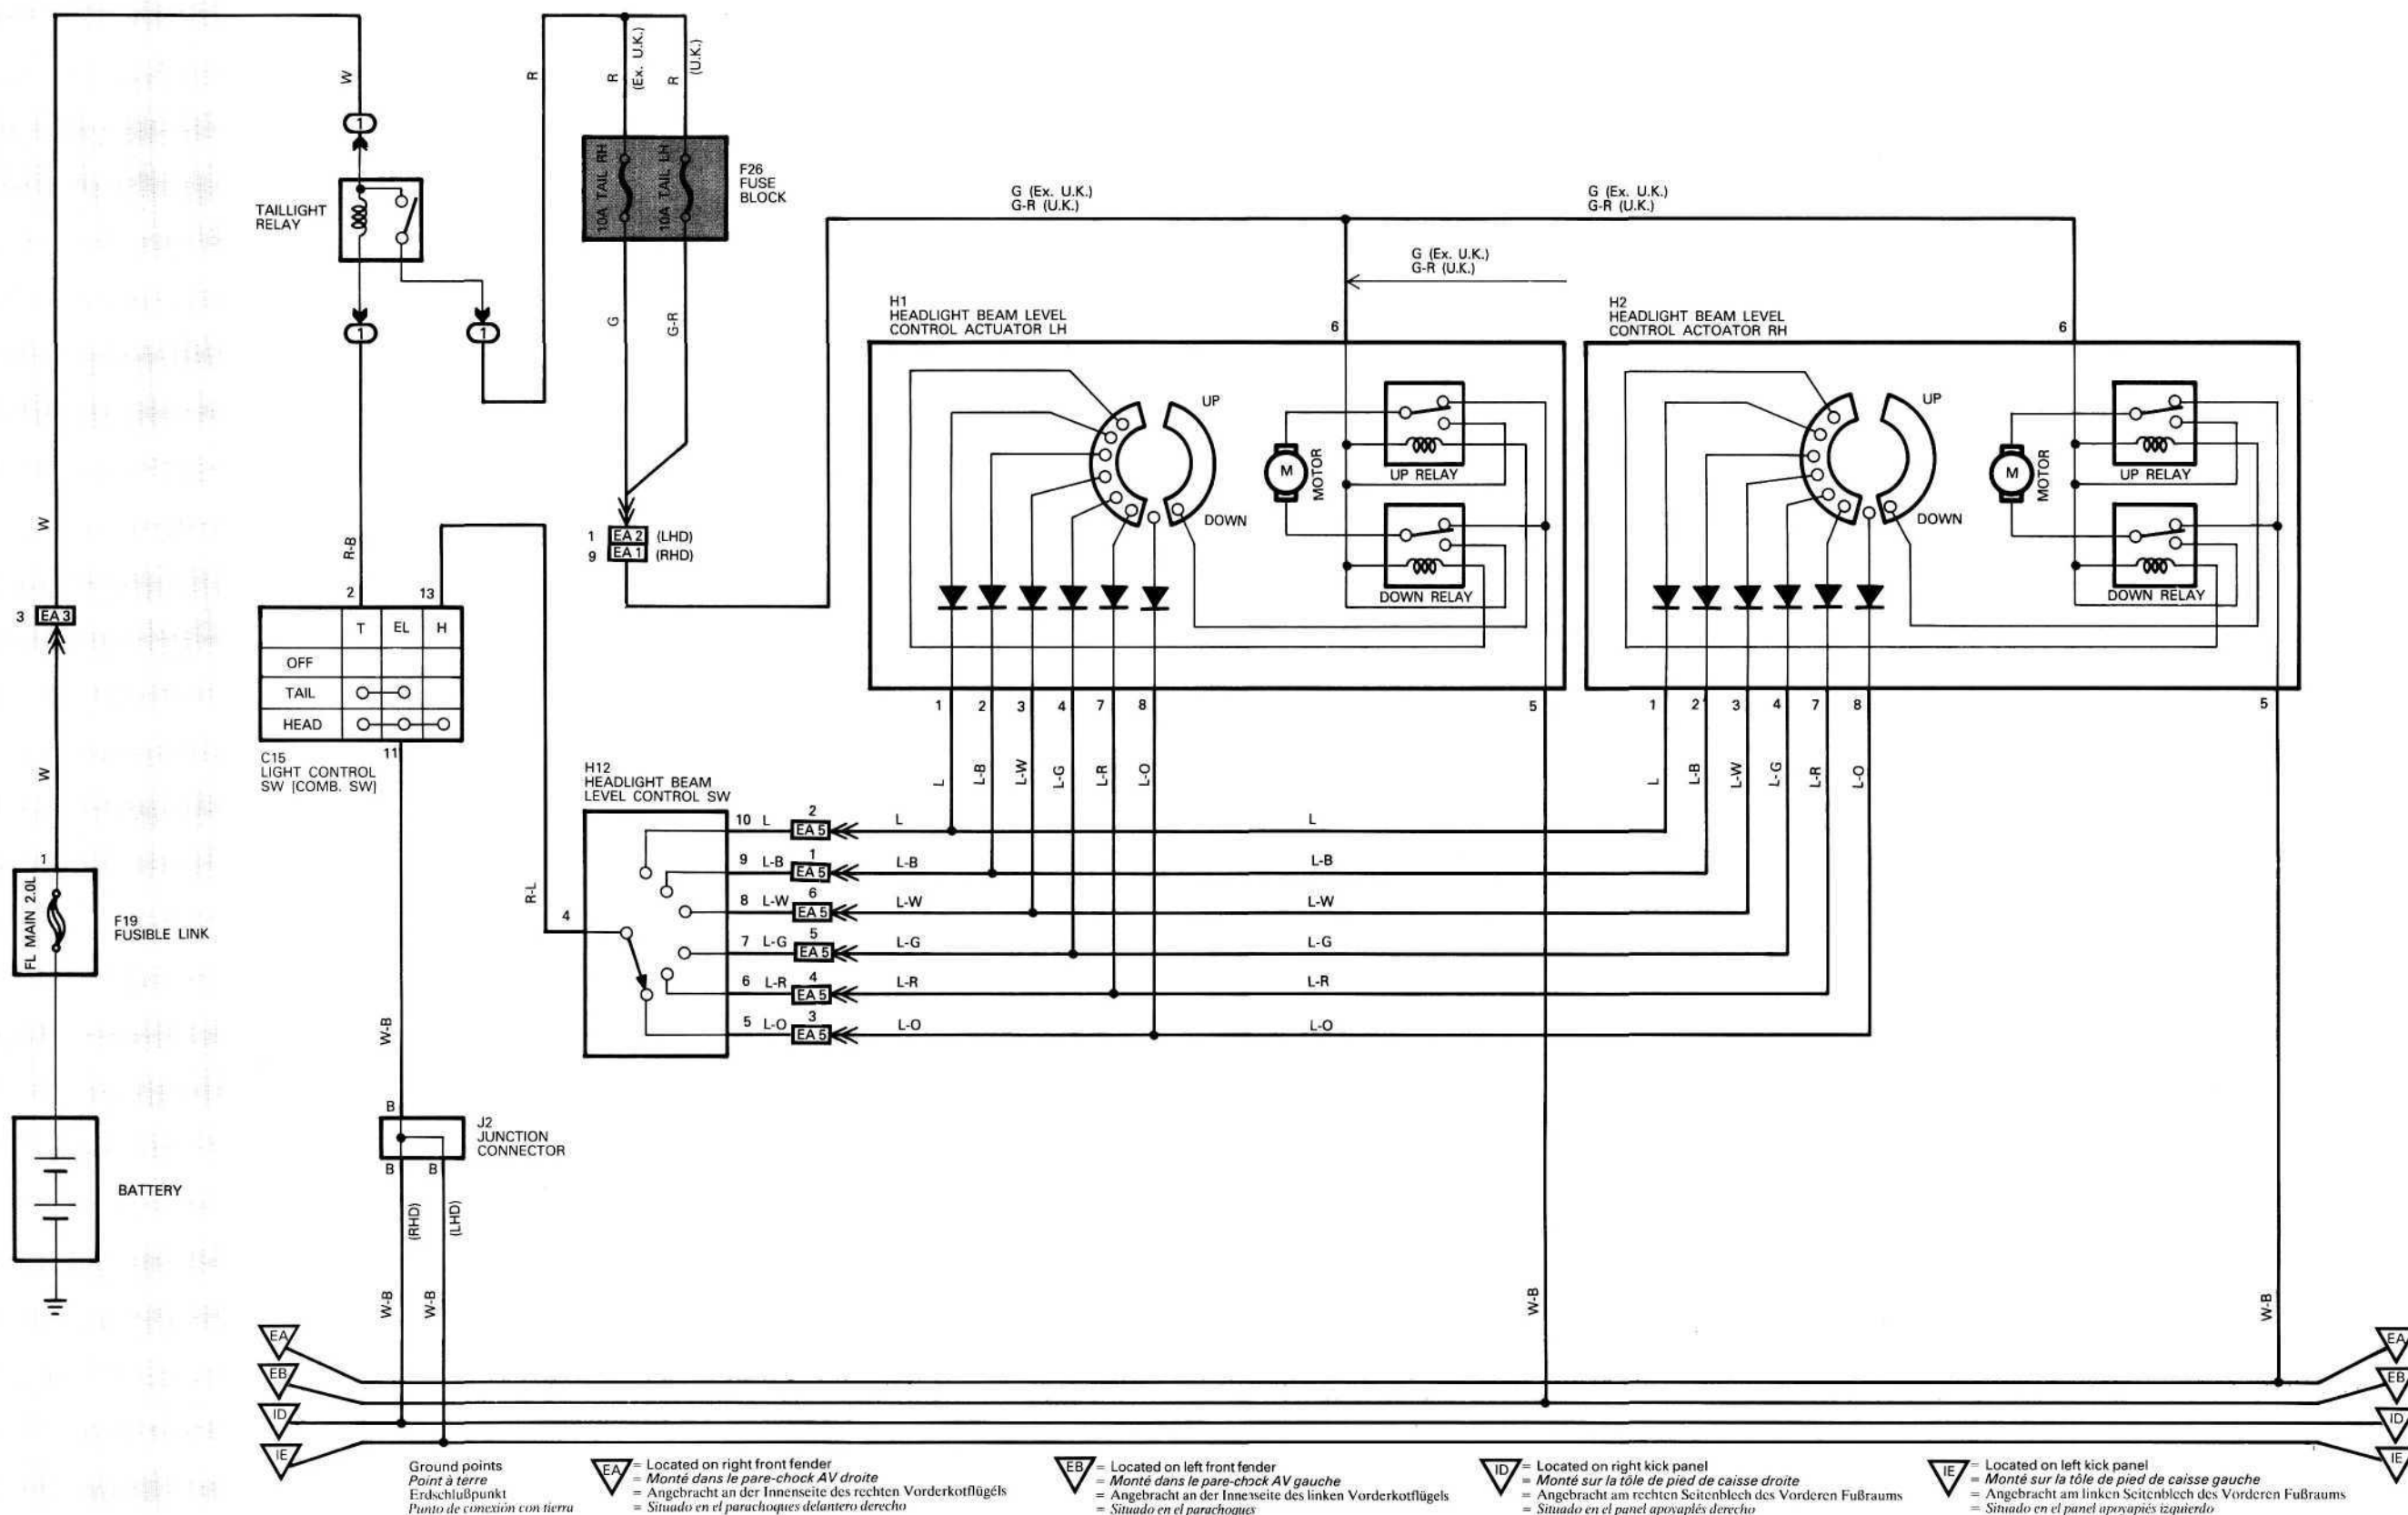 W
1
TAILLIGHT
RELAY
1
1
R
R
(Ex. U.K.)
R
(U.K.)
10A TAIL RH
10A TAIL LH
F26
FUSE
BLOCK
G
G-R
1 EA2 (LHD)
9 EA1 (RHD)
G (Ex. U.K.)
G-R (U.K.)
G (Ex. U.K.)
G-R (U.K.)
G (Ex. U.K.)
G-R (U.K.)
H1
HEADLIGHT BEAM LEVEL
CONTROL ACTUATOR LH
6
UP
DOWN
M
MOTOR
UP RELAY
DOWN RELAY
1 2 3 4 7 8 5
H2
HEADLIGHT BEAM LEVEL
CONTROL ACTOATOR RH
6
UP
DOWN
M
MOTOR
UP RELAY
DOWN RELAY
1 2 3 4 7 8 5
W
3 EA3
W
1
FL MAIN 2.0L
F19
FUSIBLE LINK
BATTERY
R-B
2 13
T EL H
OFF
TAIL
HEAD
11
C15
LIGHT CONTROL
SW [COMB. SW]
R-L
H12
HEADLIGHT BEAM
LEVEL CONTROL SW
4
L L-B L-W L-G L-R L-O
L L-B L-W L-G L-R L-O
2
10 L EA5 L L
1
9 L-B EA5 L-B L-B
6
8 L-W EA5 L-W L-W
5
7 L-G EA5 L-G L-G
4
6 L-R EA5 L-R L-R
3
5 L-O EA5 L-O L-O
W-B
B
J2
JUNCTION
CONNECTOR
B B
(RHD)
(LHD)
W-B
W-B
W-B
W-B
EA
EB
ID
IE
EA
EB
ID
IE
Ground points
Point à terre
Erdschlußpunkt
Punto de conexión con tierra
EA = Located on right front fender
= Monté dans le pare-chock AV droite
= Angebracht an der Innenseite des rechten Vorderkotflügels
= Situado en el parachoques delantero derecho
EB = Located on left front fender
= Monté dans le pare-chock AV gauche
= Angebracht an der Innenseite des linken Vorderkotflügels
= Situado en el parachoques
ID = Located on right kick panel
= Monté sur la tôle de pied de caisse droite
= Angebracht am rechten Seitenblech des Vorderen Fußraums
= Situado en el panel apoyapiés derecho
IE = Located on left kick panel
= Monté sur la tôle de pied de caisse gauche
= Angebracht am linken Seitenblech des Vorderen Fußraums
= Situado en el panel apoyapiés izquierdo